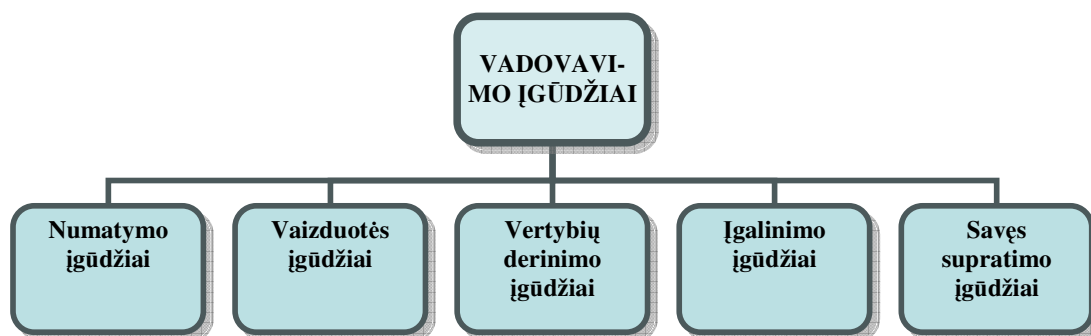 VADOVAVI-
MO ĮGŪDŽIAI
Numatymo
įgūdžiai
Vaizduotės
įgūdžiai
Vertybių
derinimo
įgūdžiai
Įgalinimo
įgūdžiai
Savęs
supratimo
įgūdžiai